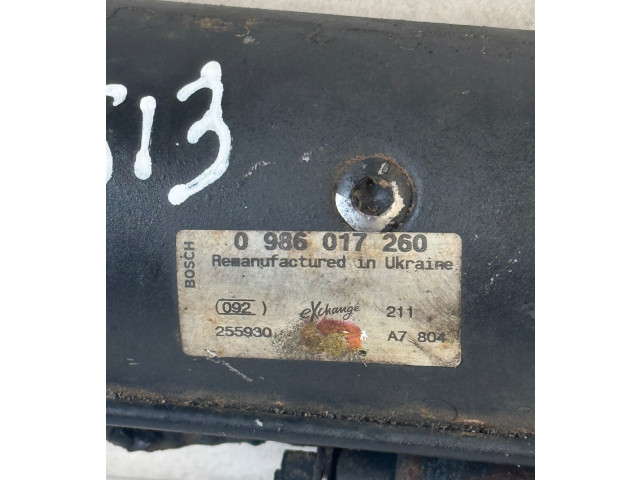 513
BOSCH
0 986 017 260
Remanufactured in Ukraine
092 ) eXchange 211
255930 A7 804